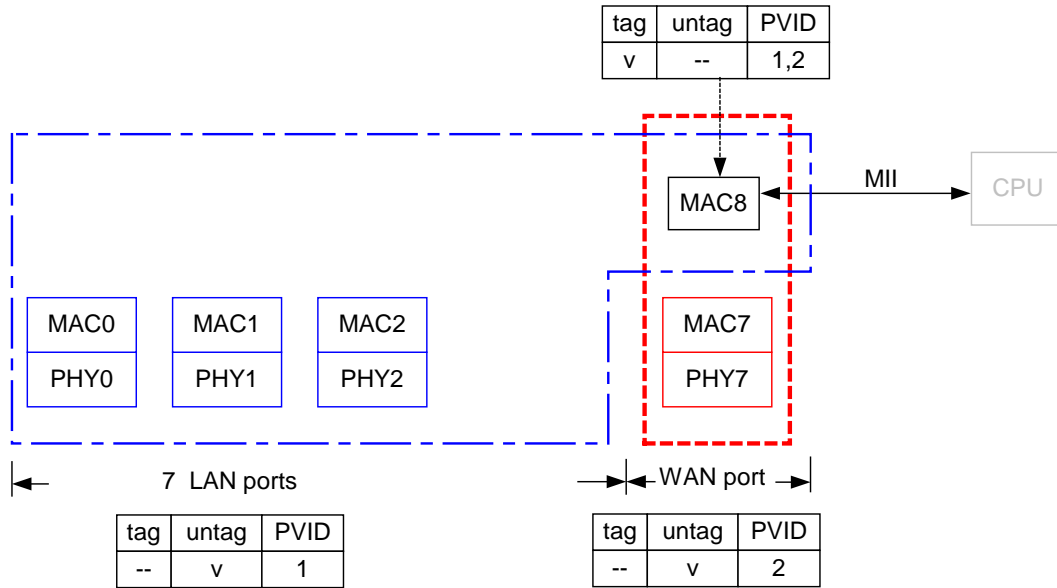 tag untag PVID
v -- 1,2
MAC8
MII
CPU
MAC0 MAC1 MAC2 MAC7
PHY0 PHY1 PHY2 PHY7
7 LAN ports WAN port
tag untag PVID
-- v 1
tag untag PVID
-- v 2